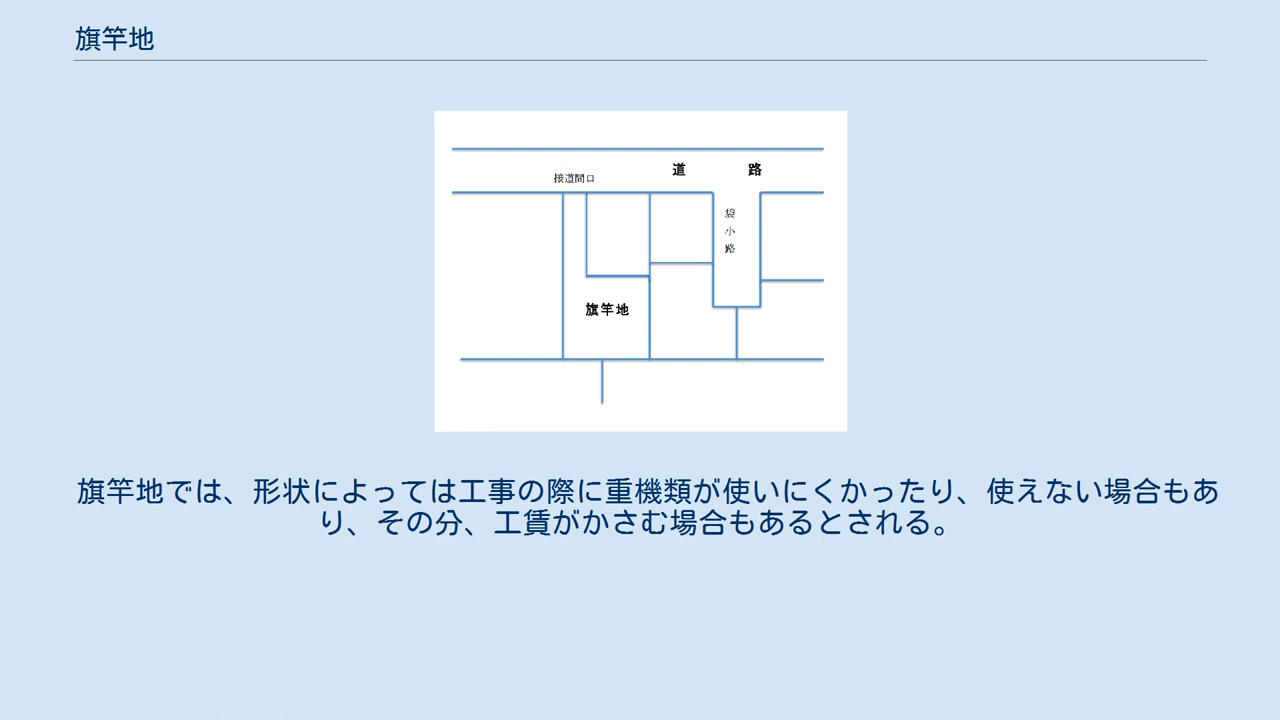 旗竿地
道 路
接道間口
袋
小
路
旗竿地
旗竿地では、形状によっては工事の際に重機類が使いにくかったり、使えない場合もあ
り、その分、工賃がかさむ場合もあるとされる。